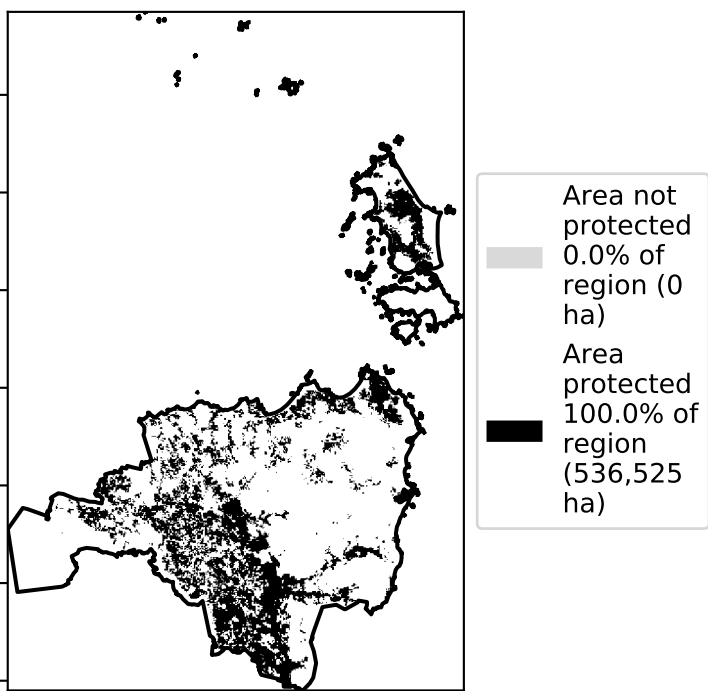 Area not
protected
0.0% of
region (0
ha)
Area
protected
100.0% of
region
(536,525
ha)